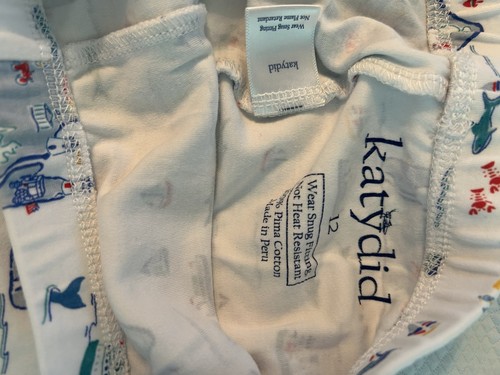 Wear Snug Fitting
Not Flame Retardant
katydid
katydid
12
Wear Snug Fitting
Not Heat Resistant
% Pima Cotton
Made in Peru